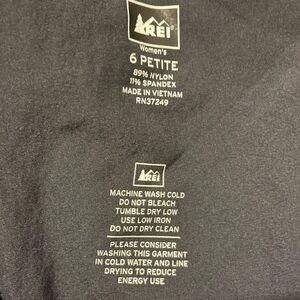 REI
Women's
6 PETITE
89% NYLON
11% SPANDEX
MADE IN VIETNAM
RN37249
REI
MACHINE WASH COLD
DO NOT BLEACH
TUMBLE DRY LOW
USE LOW IRON
DO NOT DRY CLEAN
PLEASE CONSIDER
WASHING THIS GARMENT
IN COLD WATER AND LINE
DRYING TO REDUCE
ENERGY USE